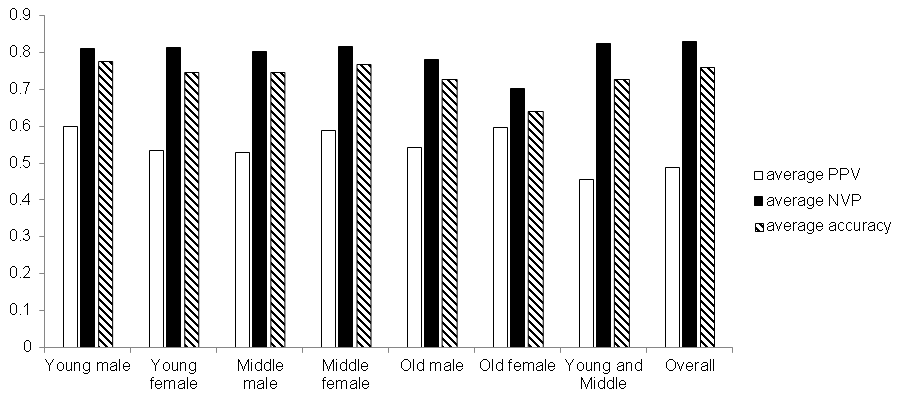 0.9
0.8
0.7
0.6
0.5
0.4
0.3
0.2
0.1
0
Young male
Young
female
Middle
male
Middle
female
Old male
Old female
Young and
Middle
Overall
average PPV
average NVP
average accuracy